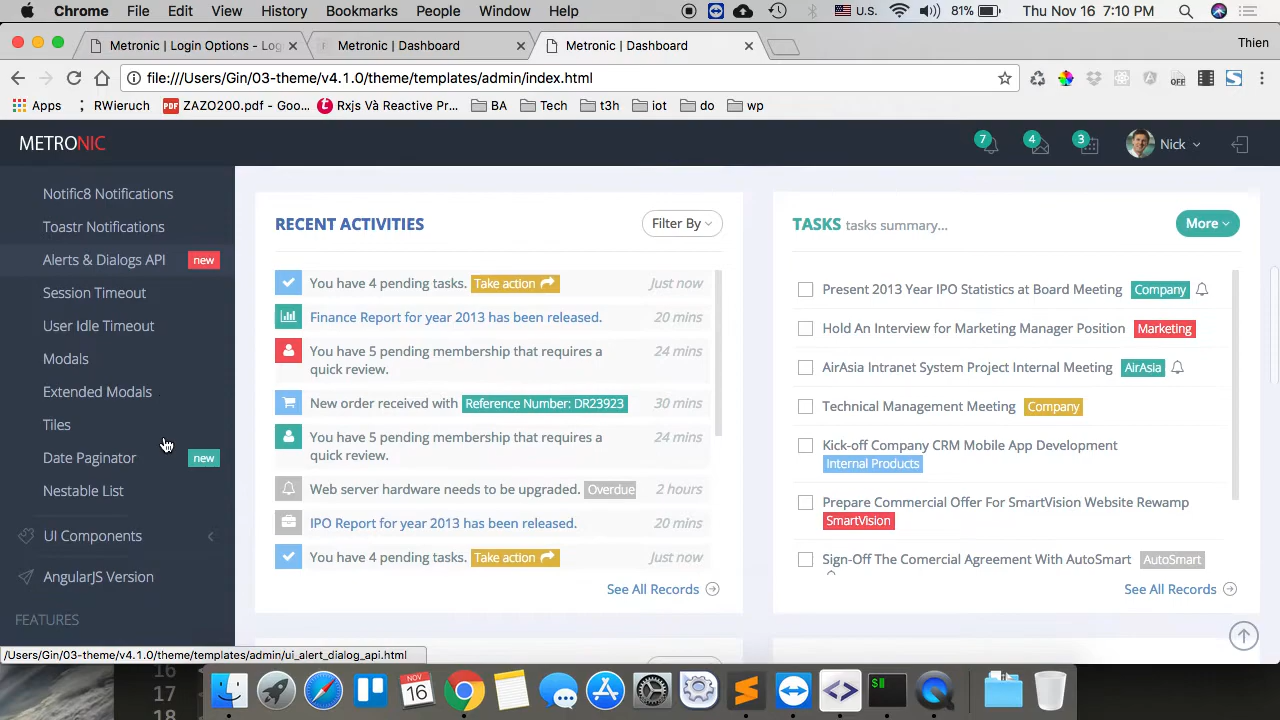 Chrome File Edit View History Bookmarks People Window Help U.S. 81% Thu Nov 16 7:10 PM
Metronic | Login Options - Log Metronic | Dashboard Metronic | Dashboard Thien
file:///Users/Gin/03-theme/v4.1.0/theme/templates/admin/index.html
Apps RWieruch PDF ZAZO200.pdf - Goo... Rxjs Và Reactive Pr... BA Tech t3h iot do wp
METRONIC 7 4 3 Nick
Notific8 Notifications
Toastr Notifications
Alerts & Dialogs API new
Session Timeout
User Idle Timeout
Modals
Extended Modals
Tiles
Date Paginator new
Nestable List
UI Components
AngularJS Version
FEATURES
RECENT ACTIVITIES Filter By
You have 4 pending tasks. Take action Just now
Finance Report for year 2013 has been released. 20 mins
You have 5 pending membership that requires a 24 mins
quick review.
New order received with Reference Number: DR23923 30 mins
You have 5 pending membership that requires a 24 mins
quick review.
Web server hardware needs to be upgraded. Overdue 2 hours
IPO Report for year 2013 has been released. 20 mins
You have 4 pending tasks. Take action Just now
See All Records
TASKS tasks summary... More
Present 2013 Year IPO Statistics at Board Meeting Company
Hold An Interview for Marketing Manager Position Marketing
AirAsia Intranet System Project Internal Meeting AirAsia
Technical Management Meeting Company
Kick-off Company CRM Mobile App Development
Internal Products
Prepare Commercial Offer For SmartVision Website Rewamp
SmartVision
Sign-Off The Comercial Agreement With AutoSmart AutoSmart
See All Records
/Users/Gin/03-theme/v4.1.0/theme/templates/admin/ui_alert_dialog_api.html
16
17
18
NOV
16